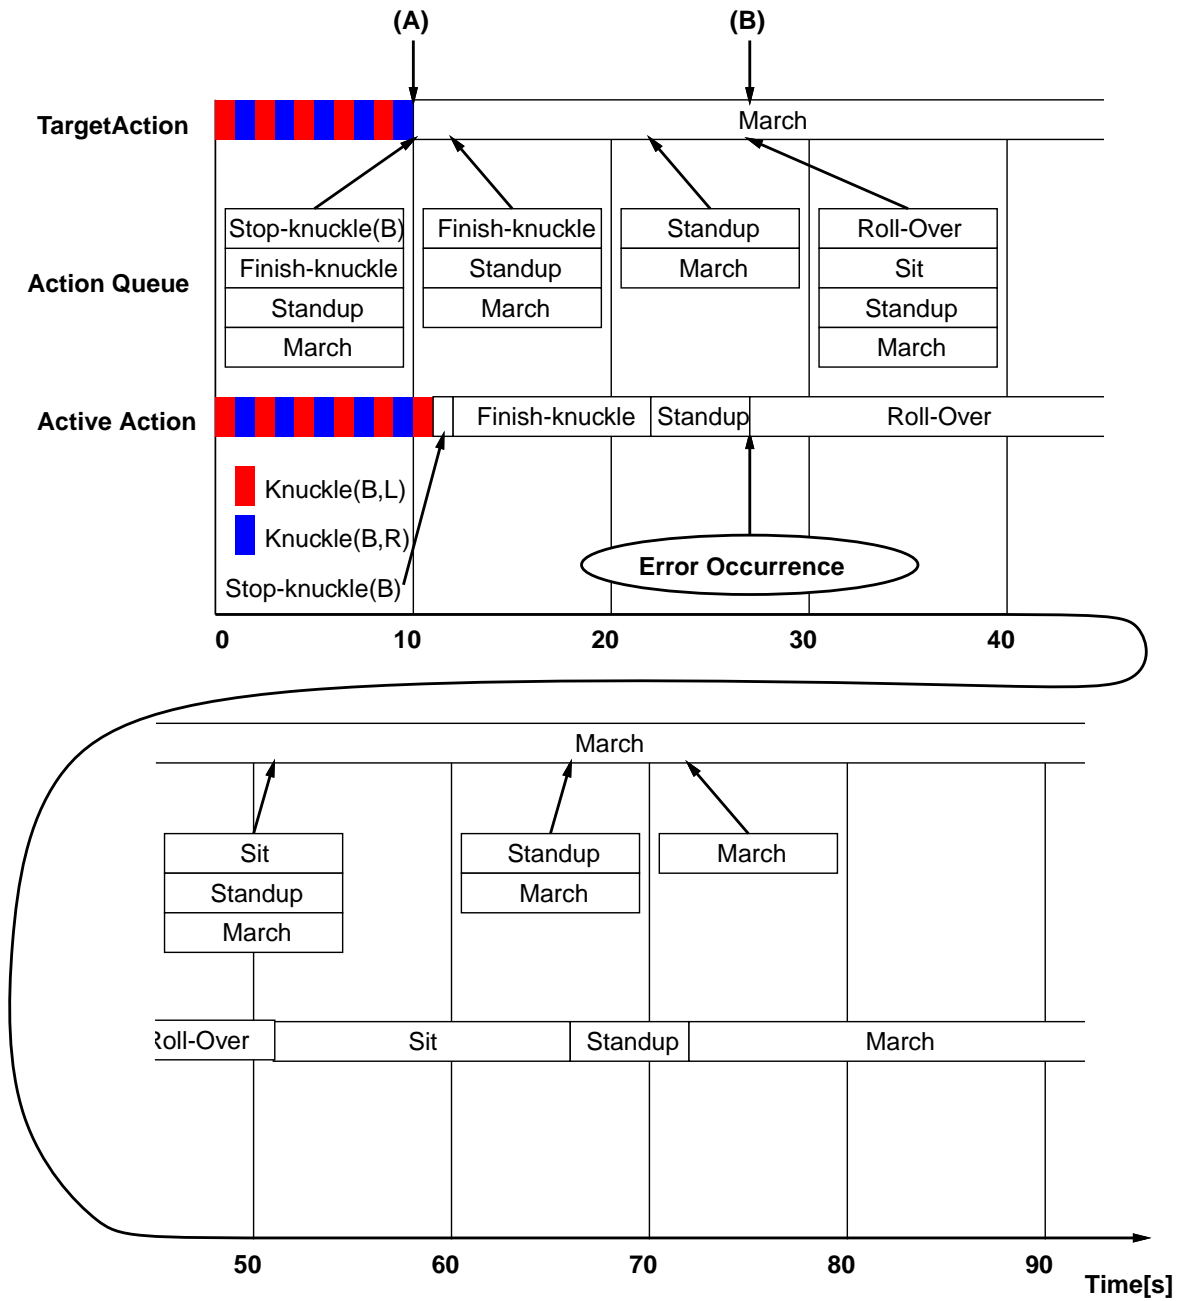 (A)
(B)
TargetAction
March
Stop-knuckle(B)
Finish-knuckle
Standup
March
Finish-knuckle
Standup
March
Standup
March
Roll-Over
Sit
Standup
March
Action Queue
Active Action
Finish-knuckle
Standup
Roll-Over
Knuckle(B,L)
Knuckle(B,R)
Stop-knuckle(B)
Error Occurrence
0 10 20 30 40
March
Sit
Standup
March
Standup
March
March
Roll-Over
Sit
Standup
March
50 60 70 80 90
Time[s]